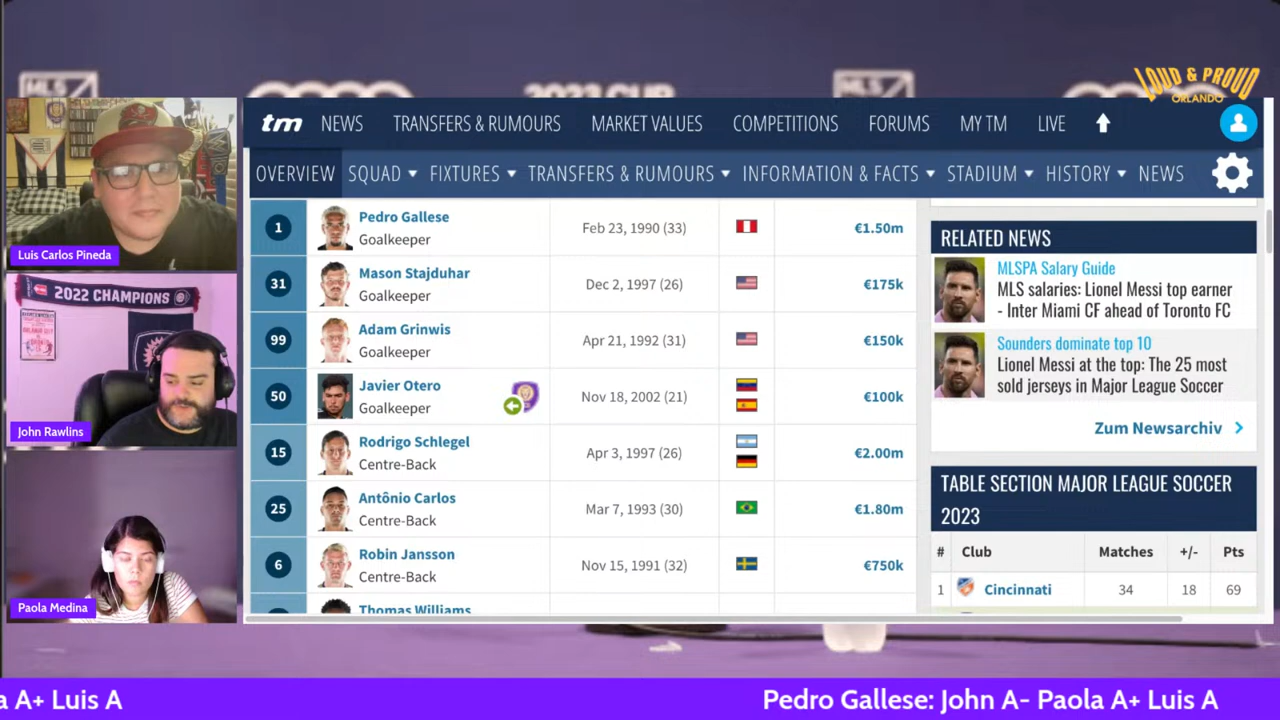 LOUD & PROUD
ORLANDO
MLS
2023 CUP
tm NEWS TRANSFERS & RUMOURS MARKET VALUES COMPETITIONS FORUMS MY TM LIVE
OVERVIEW SQUAD FIXTURES TRANSFERS & RUMOURS INFORMATION & FACTS STADIUM HISTORY NEWS
1 Pedro Gallese Feb 23, 1990 (33) €1.50m
Goalkeeper
31 Mason Stajduhar Dec 2, 1997 (26) €175k
Goalkeeper
99 Adam Grinwis Apr 21, 1992 (31) €150k
Goalkeeper
50 Javier Otero Nov 18, 2002 (21) €100k
Goalkeeper
15 Rodrigo Schlegel Apr 3, 1997 (26) €2.00m
Centre-Back
25 Antônio Carlos Mar 7, 1993 (30) €1.80m
Centre-Back
6 Robin Jansson Nov 15, 1991 (32) €750k
Centre-Back
Thomas Williams
RELATED NEWS
MLSPA Salary Guide
MLS salaries: Lionel Messi top earner
- Inter Miami CF ahead of Toronto FC
Sounders dominate top 10
Lionel Messi at the top: The 25 most
sold jerseys in Major League Soccer
Zum Newsarchiv
TABLE SECTION MAJOR LEAGUE SOCCER
2023
# Club Matches +/- Pts
1 Cincinnati 34 18 69
Luis Carlos Pineda
2022 CHAMPIONS
John Rawlins
Paola Medina
a A+ Luis A
Pedro Gallese: John A- Paola A+ Luis A